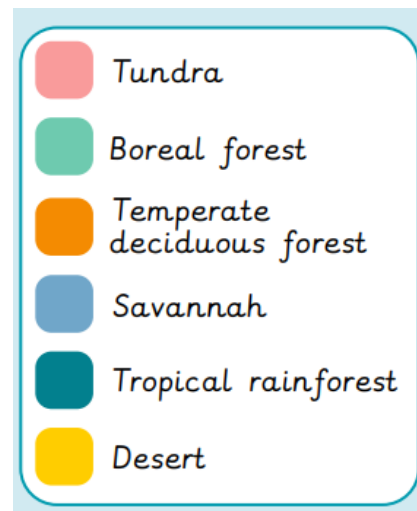 Tundra
Boreal forest
Temperate
deciduous forest
Savannah
Tropical rainforest
Desert